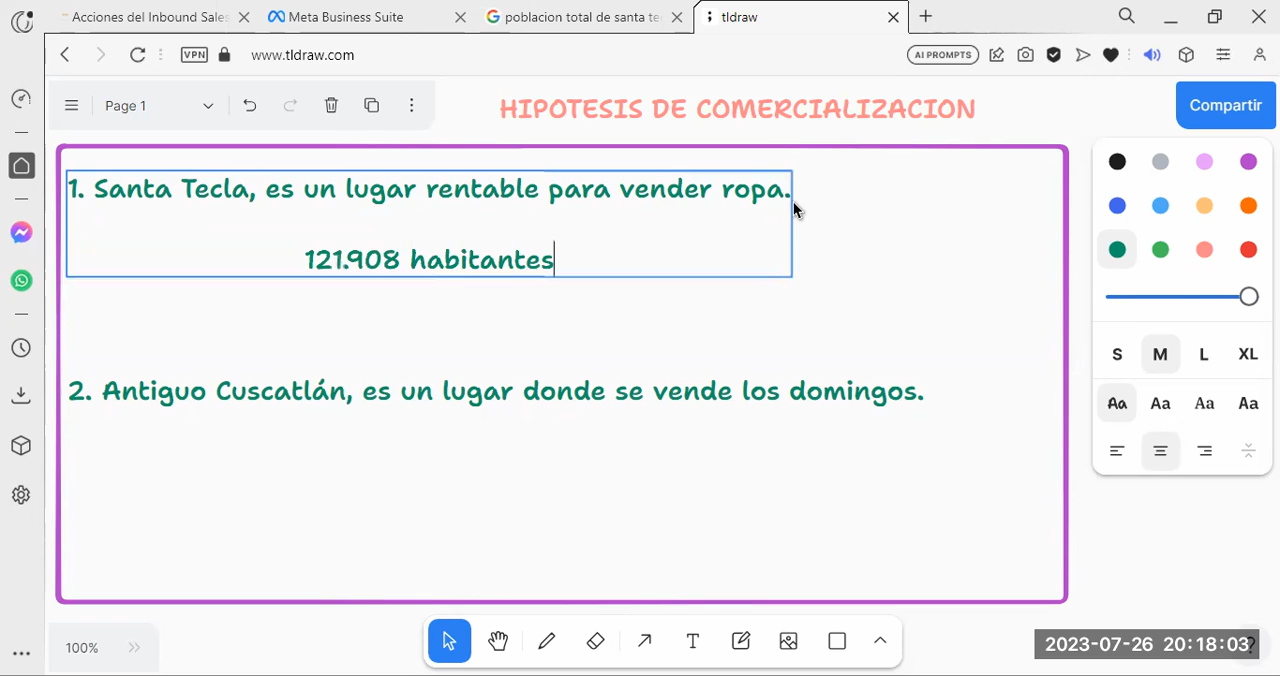 Acciones del Inbound Sales
Meta Business Suite
poblacion total de santa te
tldraw
VPN
www.tldraw.com
AI PROMPTS
Page 1
HIPOTESIS DE COMERCIALIZACION
Compartir
1. Santa Tecla, es un lugar rentable para vender ropa.
121.908 habitantes
2. Antiguo Cuscatlán, es un lugar donde se vende los domingos.
S M L XL
Aa Aa Aa Aa
100%
T
2023-07-26 20:18:03
?